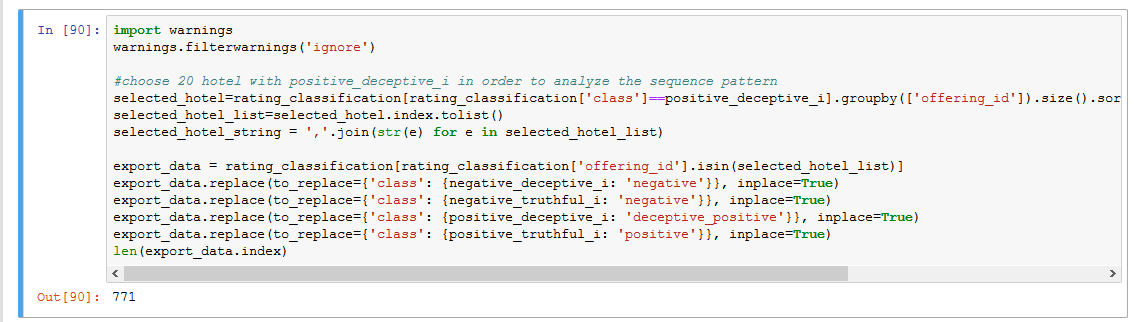 In [90]: import warnings
warnings.filterwarnings('ignore')
#choose 20 hotel with positive_deceptive_i in order to analyze the sequence pattern
selected_hotel=rating_classification[rating_classification['class']==positive_deceptive_i].groupby(['offering_id']).size().sor
selected_hotel_list=selected_hotel.index.tolist()
selected_hotel_string = ','.join(str(e) for e in selected_hotel_list)
export_data = rating_classification[rating_classification['offering_id'].isin(selected_hotel_list)]
export_data.replace(to_replace={'class': {negative_deceptive_i: 'negative'}}, inplace=True)
export_data.replace(to_replace={'class': {negative_truthful_i: 'negative'}}, inplace=True)
export_data.replace(to_replace={'class': {positive_deceptive_i: 'deceptive_positive'}}, inplace=True)
export_data.replace(to_replace={'class': {positive_truthful_i: 'positive'}}, inplace=True)
len(export_data.index)
Out[90]: 771